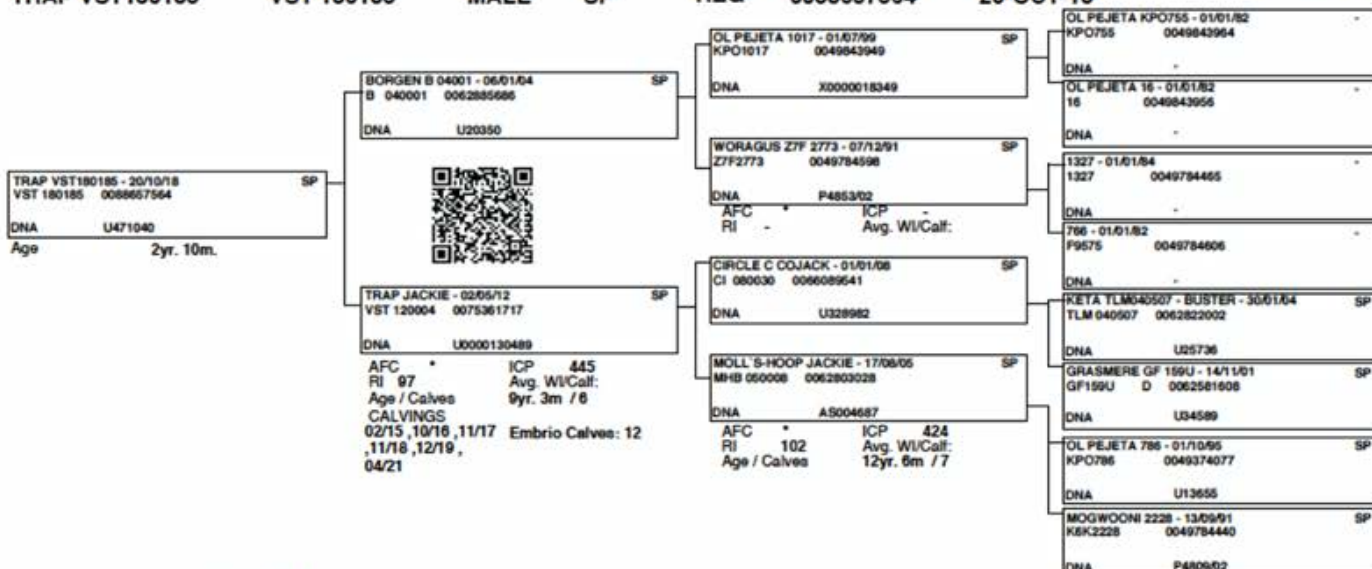 TRAP VST180185 - 20/10/18 SP
VST 180185 0088657564
DNA U471040
Age 2yr. 10m.
BORGEN B 04001 - 06/01/04 SP
B 040001 0062885686
DNA U20350
TRAP JACKIE - 02/05/12 SP
VST 120004 0075361717
DNA U0000130489
AFC * ICP 445
RI 97 Avg. WI/Calf:
Age / Calves 9yr. 3m / 6
CALVINGS
02/15 ,10/16 ,11/17 Embrio Calves: 12
,11/18 ,12/19 ,
04/21
OL PEJETA 1017 - 01/07/99 SP
KPO1017 0049843949
DNA X0000018349
WORAGUS Z7F 2773 - 07/12/91 SP
Z7F2773 0049784598
DNA P4853/02
AFC * ICP -
RI - Avg. WI/Calf:
CIRCLE C COJACK - 01/01/08 SP
CI 080030 0066089541
DNA U328982
MOLL`S-HOOP JACKIE - 17/08/05 SP
MHB 050008 0062803028
DNA AS004687
AFC * ICP 424
RI 102 Avg. WI/Calf:
Age / Calves 12yr. 6m / 7
OL PEJETA KPO755 - 01/01/82 -
KPO755 0049843964
DNA -
OL PEJETA 16 - 01/01/82 -
16 0049843956
DNA -
1327 - 01/01/84 -
1327 0049784465
DNA -
766 - 01/01/82 -
F9575 0049784606
DNA -
KETA TLM040507 - BUSTER - 30/01/04 SP
TLM 040507 0062822002
DNA U25736
GRASMERE GF 159U - 14/11/01 SP
GF159U D 0062581608
DNA U34589
OL PEJETA 786 - 01/10/95 SP
KPO786 0049374077
DNA U13655
MOGWOONI 2228 - 13/09/91 SP
K6K2228 0049784440
DNA P4809/02